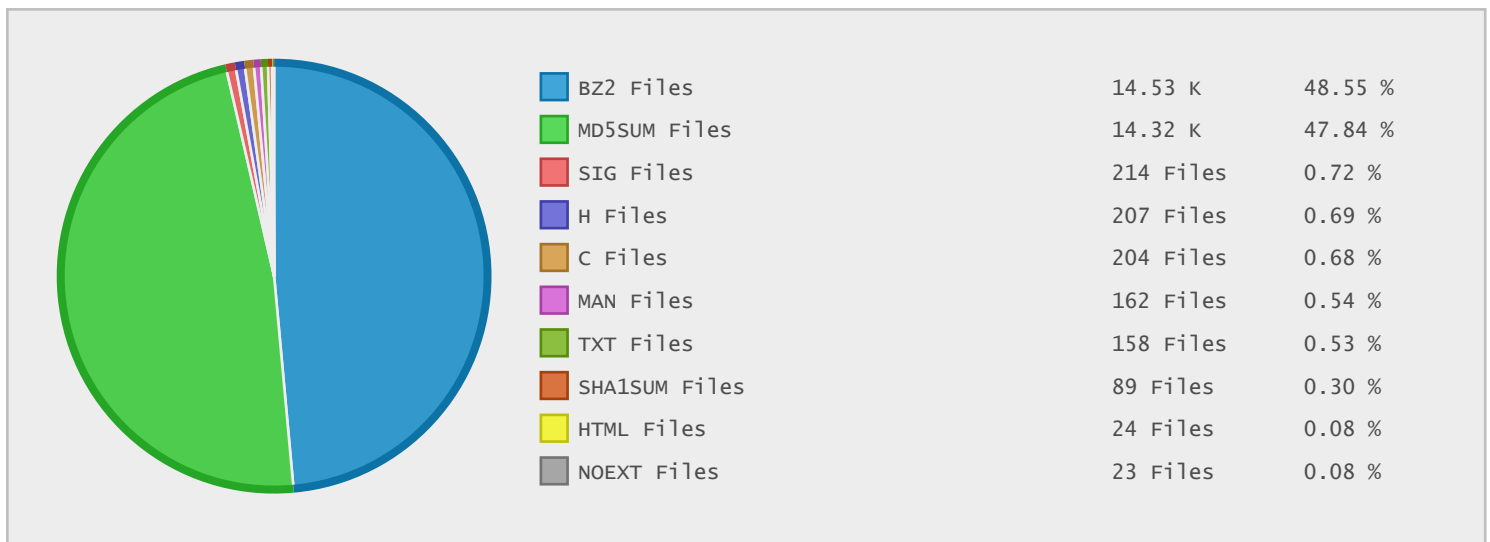 BZ2 Files 14.53 K 48.55 %
MD5SUM Files 14.32 K 47.84 %
SIG Files 214 Files 0.72 %
H Files 207 Files 0.69 %
C Files 204 Files 0.68 %
MAN Files 162 Files 0.54 %
TXT Files 158 Files 0.53 %
SHA1SUM Files 89 Files 0.30 %
HTML Files 24 Files 0.08 %
NOEXT Files 23 Files 0.08 %